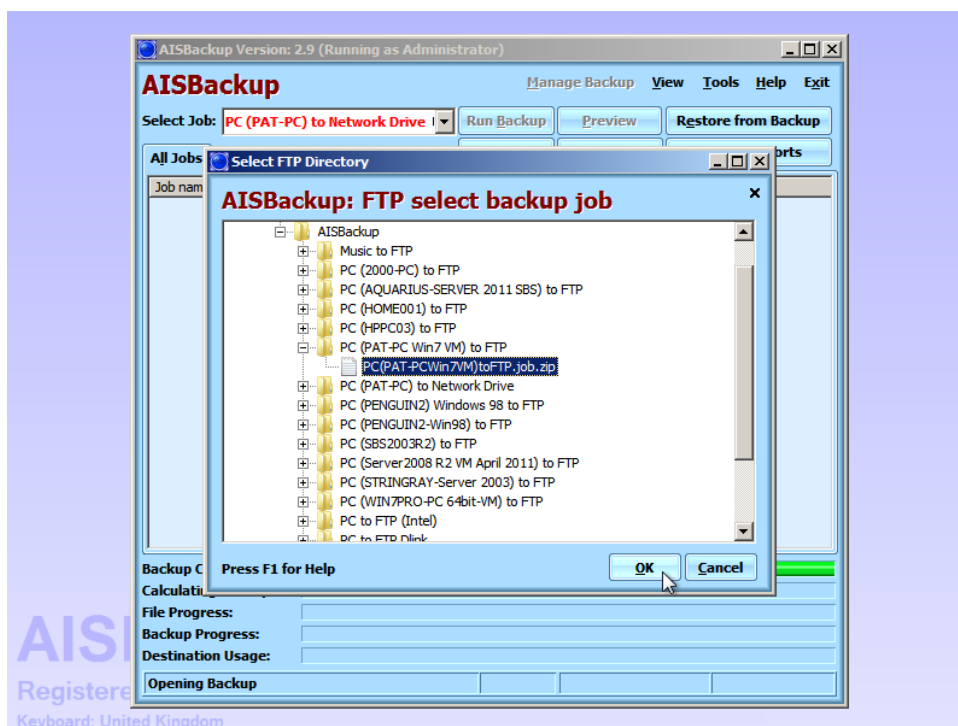 AISBackup Version: 2.9 (Running as Administrator)
AISBackup
Manage Backup View Tools Help Exit
Select Job: PC (PAT-PC) to Network Drive Run Backup Preview Restore from Backup
All Jobs
Job nam
Select FTP Directory
AISBackup: FTP select backup job
AISBackup
Music to FTP
PC (2000-PC) to FTP
PC (AQUARIUS-SERVER 2011 SBS) to FTP
PC (HOME001) to FTP
PC (HPPC03) to FTP
PC (PAT-PC Win7 VM) to FTP
PC(PAT-PCWin7VM)toFTP.job.zip
PC (PAT-PC) to Network Drive
PC (PENGUIN2) Windows 98 to FTP
PC (PENGUIN2-Win98) to FTP
PC (SBS2003R2) to FTP
PC (Server2008 R2 VM April 2011) to FTP
PC (STRINGRAY-Server 2003) to FTP
PC (WIN7PRO-PC 64bit-VM) to FTP
PC to FTP (Intel)
PC to FTP Dlink
Press F1 for Help OK Cancel
Backup C
Calculati
File Progress:
Backup Progress:
Destination Usage:
Opening Backup
AIS
Registere
Keyboard: United Kingdom